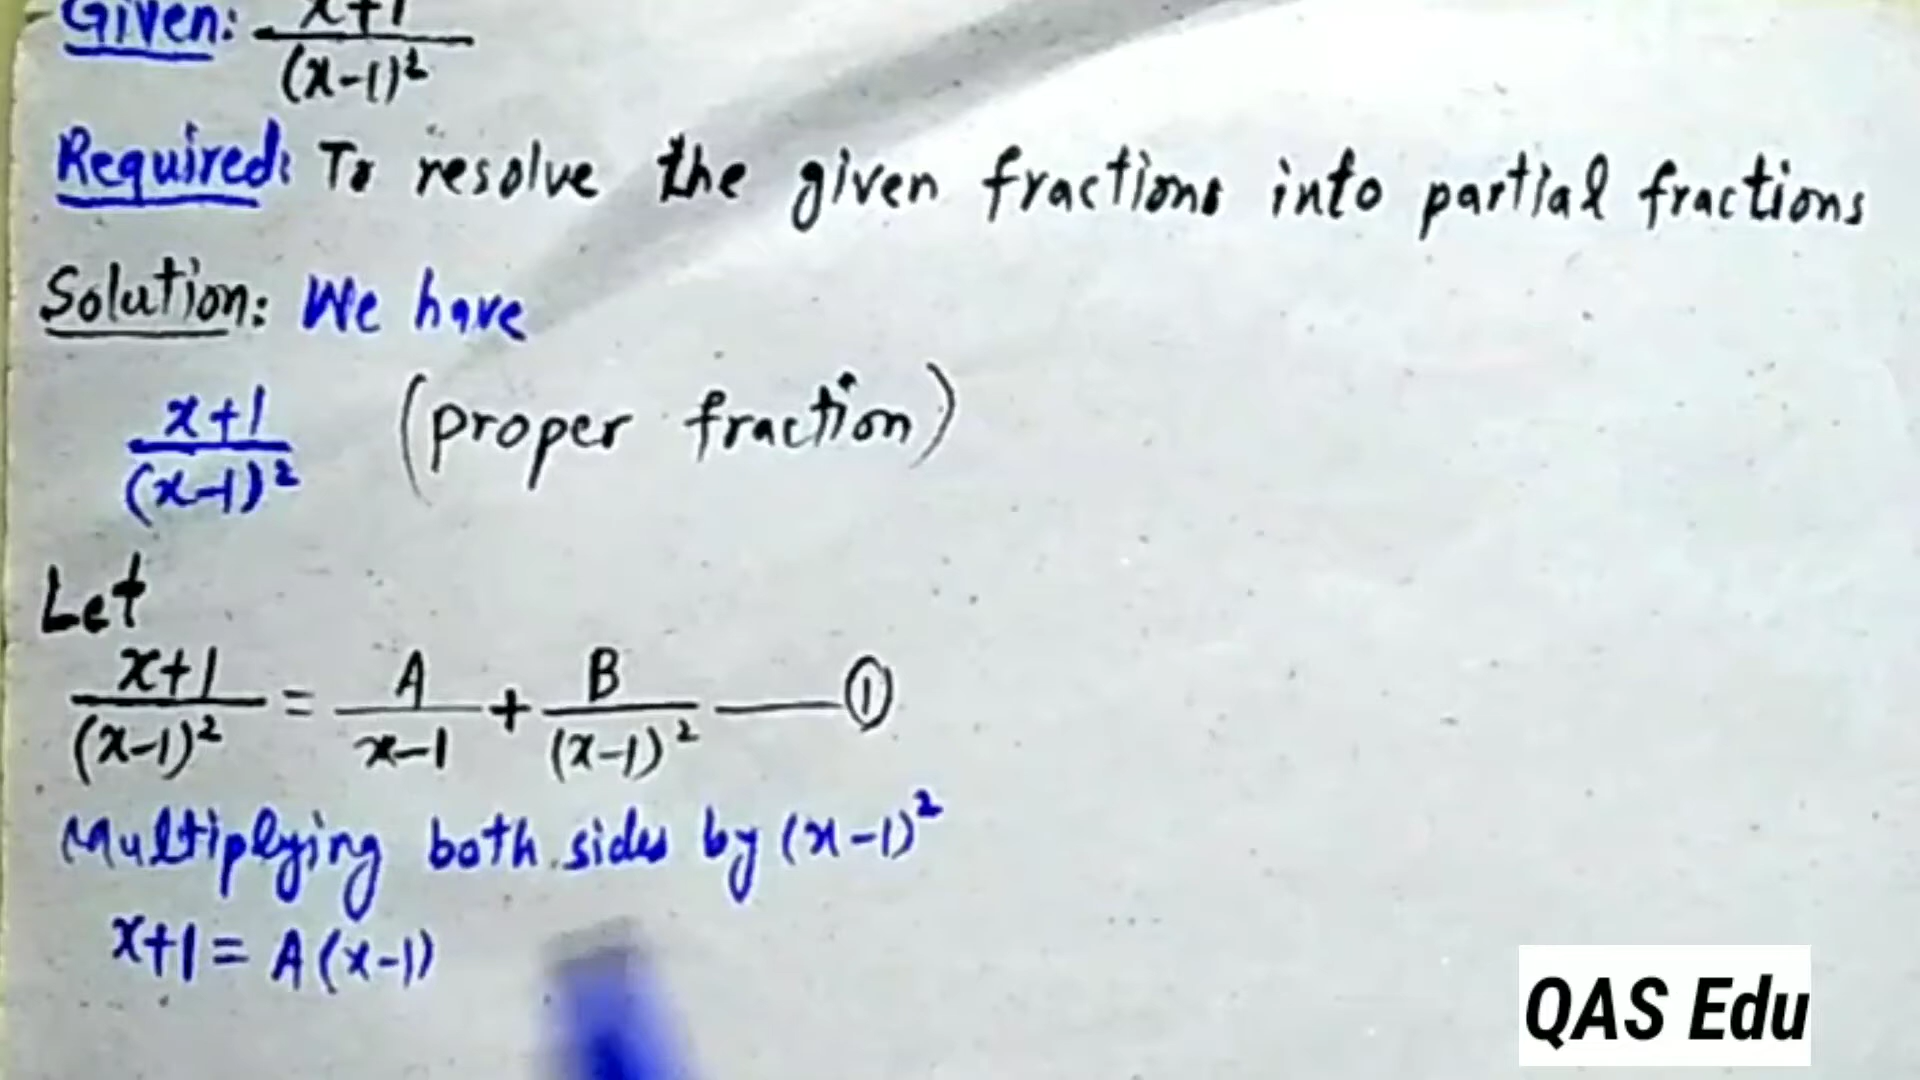 Given: x+1
(x-1)²
Required: To resolve the given fractions into partial fractions
Solution: We have
x+1
(x-1)² (proper fraction)
Let
x+1/(x-1)² = A/x-1 + B/(x-1)² —— ①
Multiplying both sides by (x-1)²
x+1 = A(x-1)
QAS Edu